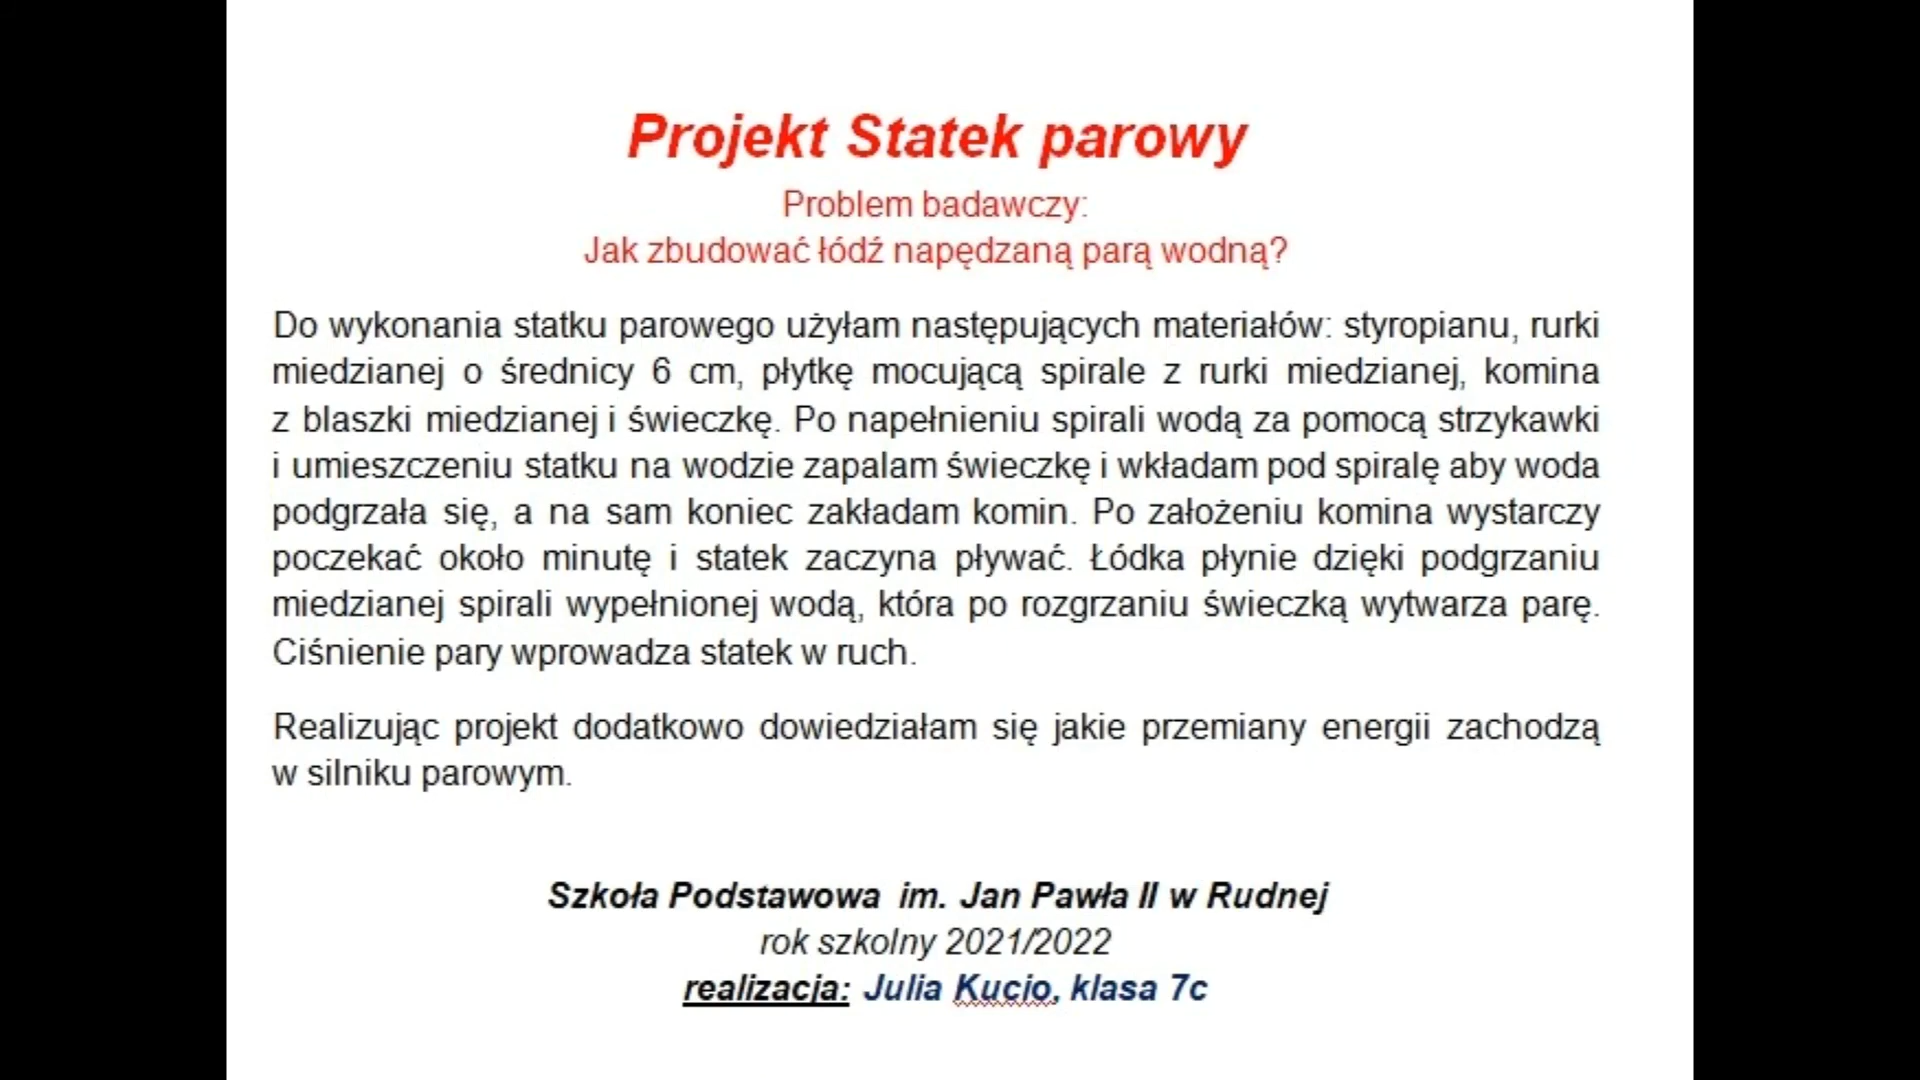 Projekt Statek parowy
Problem badawczy:
Jak zbudować łódź napędzaną parą wodną?
Do wykonania statku parowego użyłam następujących materiałów: styropianu, rurki
miedzianej o średnicy 6 cm, płytkę mocującą spirale z rurki miedzianej, komina
z blaszki miedzianej i świeczkę. Po napełnieniu spirali wodą za pomocą strzykawki
i umieszczeniu statku na wodzie zapalam świeczkę i wkładam pod spiralę aby woda
podgrzała się, a na sam koniec zakładam komin. Po założeniu komina wystarczy
poczekać około minutę i statek zaczyna pływać. Łódka płynie dzięki podgrzaniu
miedzianej spirali wypełnionej wodą, która po rozgrzaniu świeczką wytwarza parę.
Ciśnienie pary wprowadza statek w ruch.
Realizując projekt dodatkowo dowiedziałam się jakie przemiany energii zachodzą
w silniku parowym.
Szkoła Podstawowa im. Jan Pawła II w Rudnej
rok szkolny 2021/2022
realizacja: Julia Kucio, klasa 7c